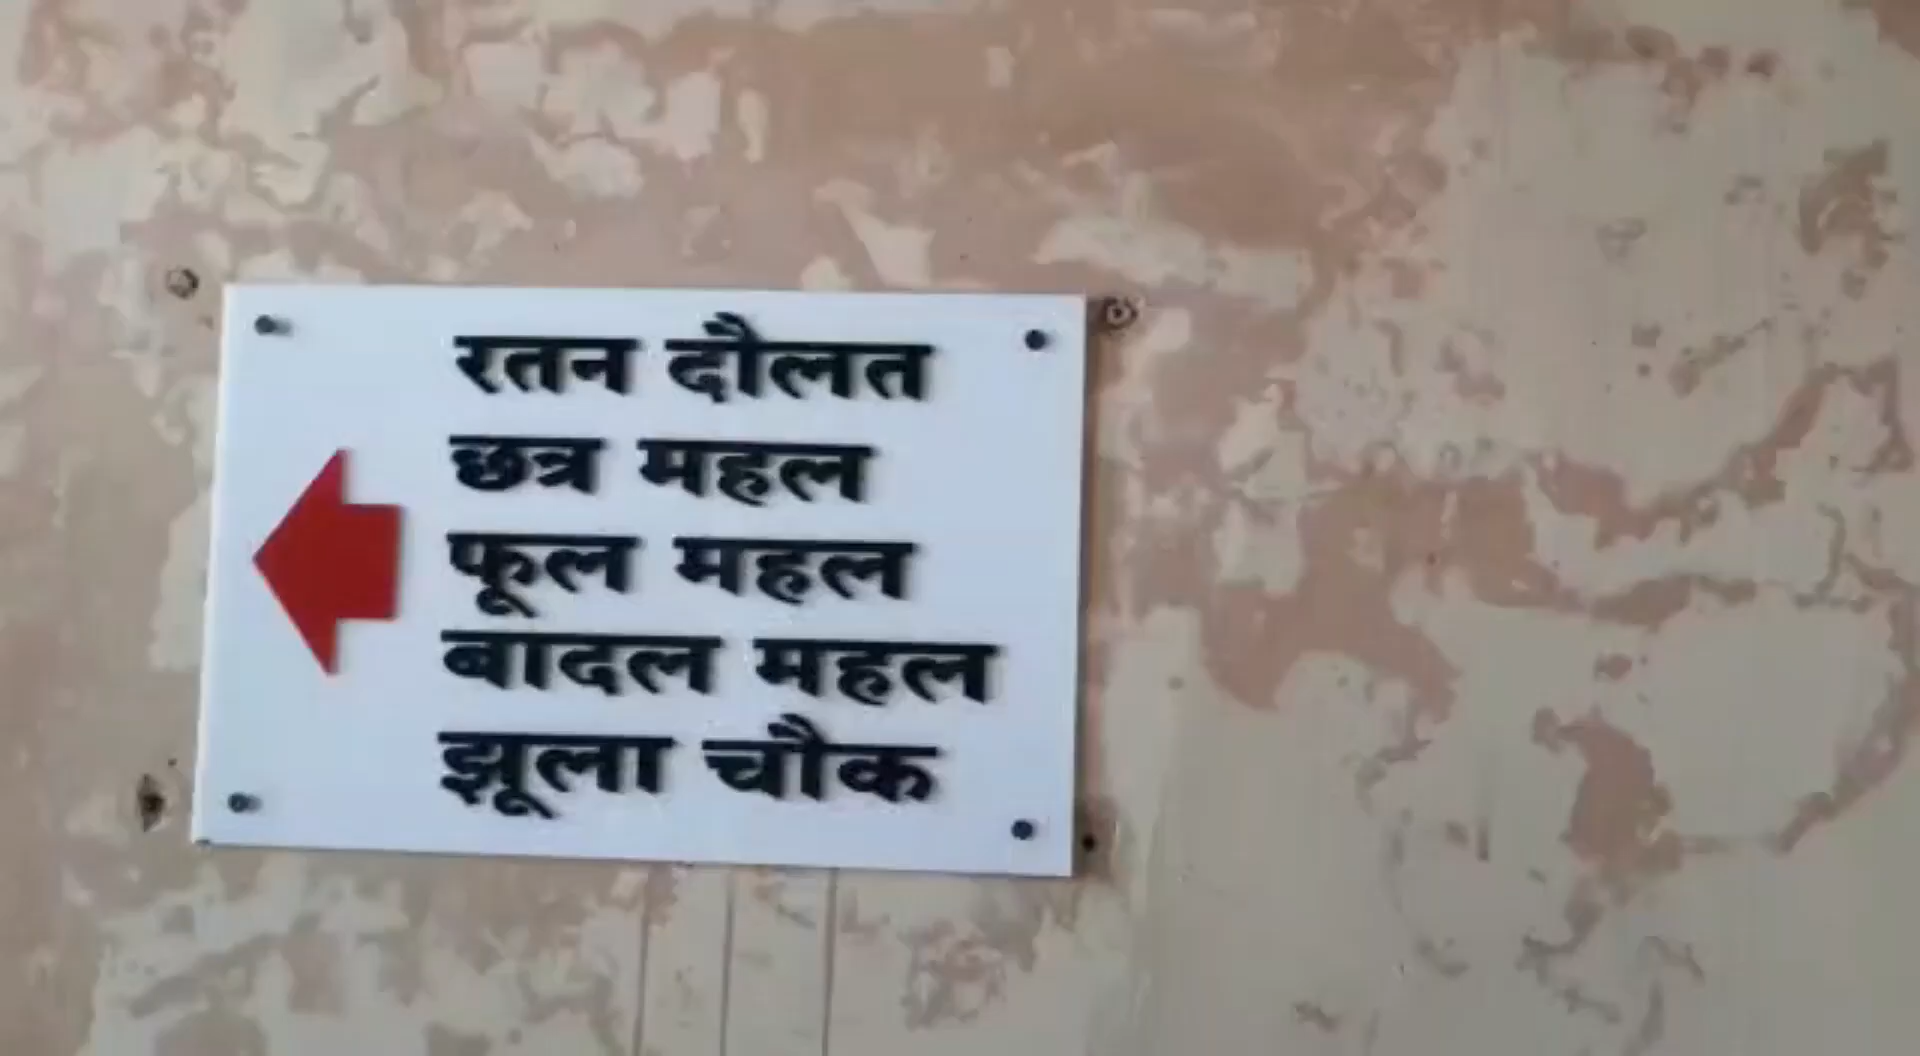 रतन दौलत
छत्र महल
फूल महल
बादल महल
झूला चौक